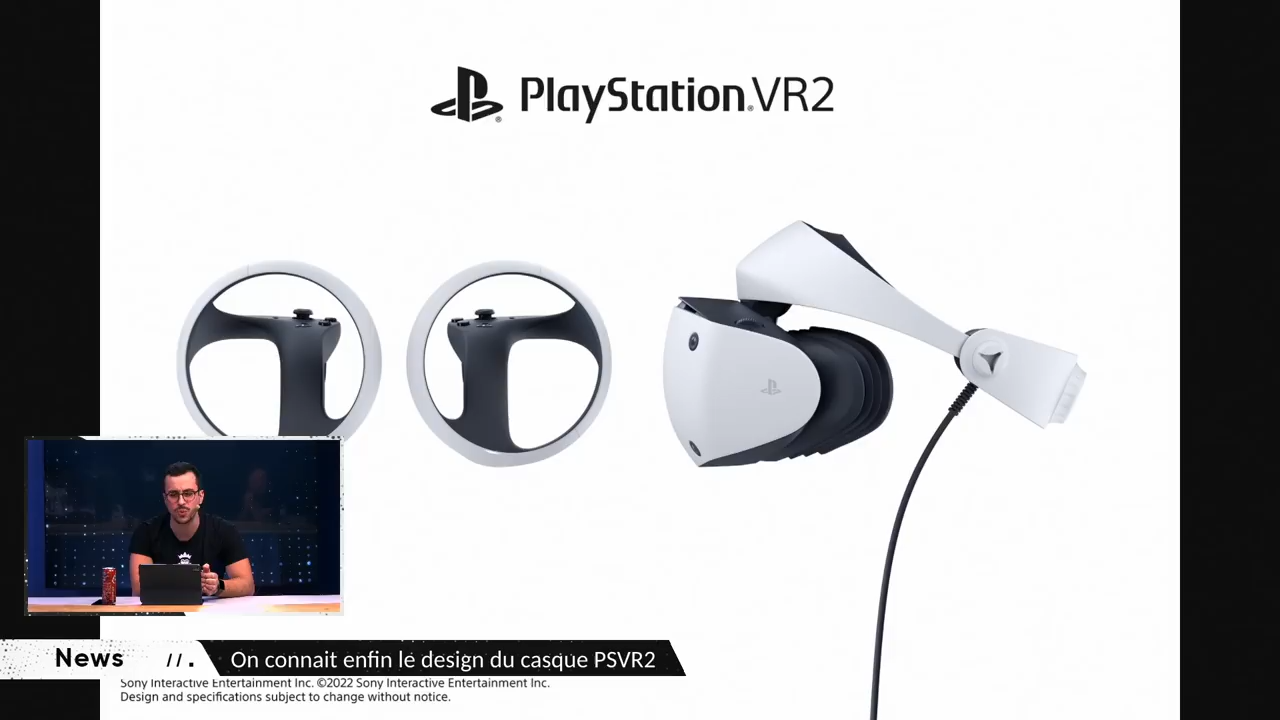 PlayStation®VR2
News //.
On connait enfin le design du casque PSVR2
Sony Interactive Entertainment Inc. ©2022 Sony Interactive Entertainment Inc.
Design and specifications subject to change without notice.